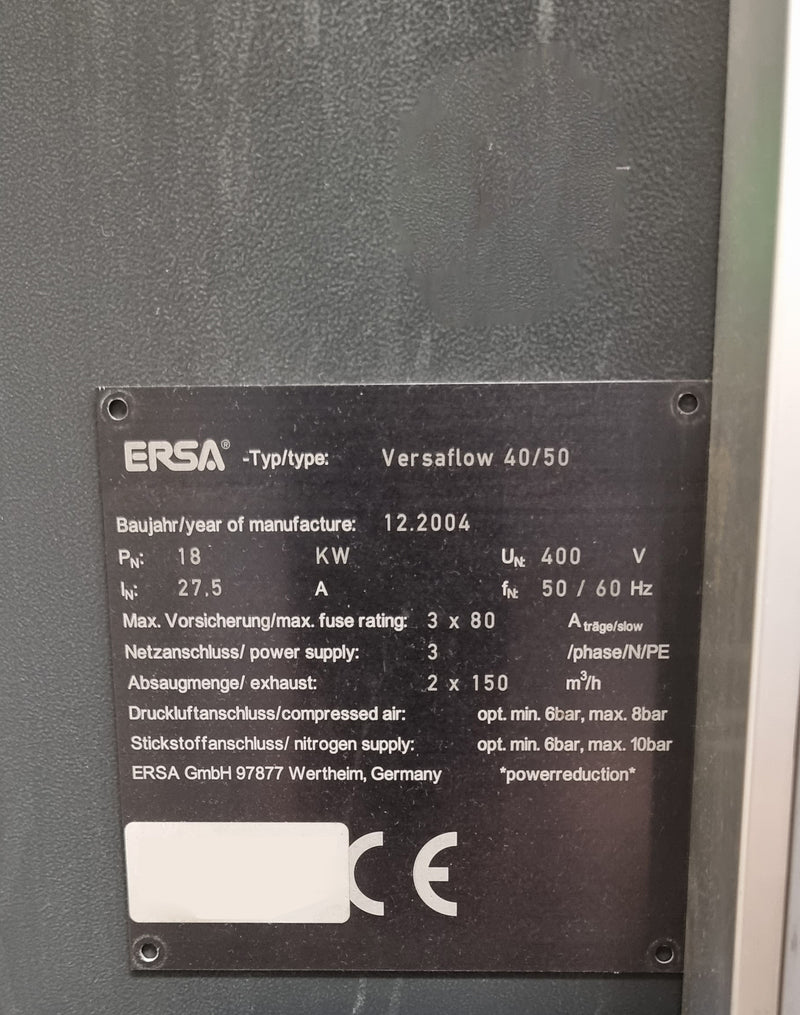 ERSA® -Typ/type: Versaflow 40/50
Baujahr/year of manufacture: 12.2004
PN: 18 KW UN: 400 V
IN: 27,5 A fN: 50 / 60 Hz
Max. Vorsicherung/max. fuse rating: 3 x 80 A träge/slow
Netzanschluss/ power supply: 3 /phase/N/PE
Absaugmenge/ exhaust: 2 x 150 m³/h
Druckluftanschluss/compressed air: opt. min. 6bar, max. 8bar
Stickstoffanschluss/ nitrogen supply: opt. min. 6bar, max. 10bar
ERSA GmbH 97877 Wertheim, Germany *powerreduction*
CE